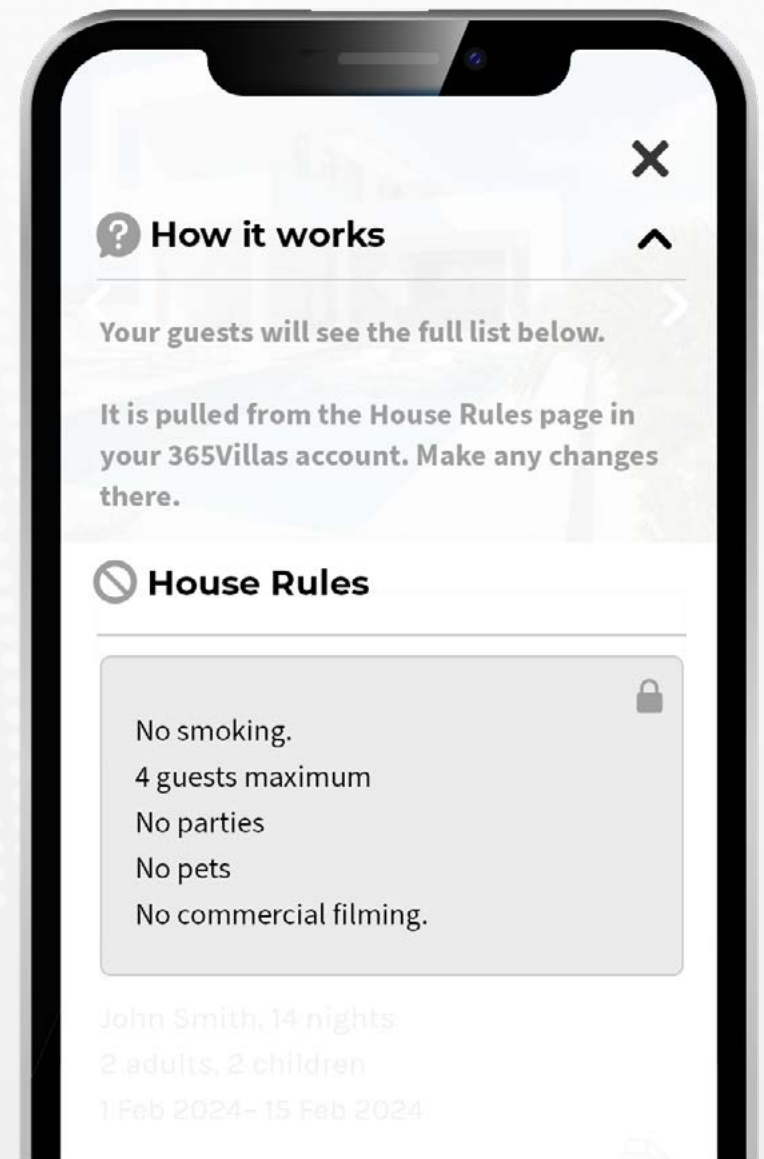 How it works
Your guests will see the full list below.
It is pulled from the House Rules page in
your 365Villas account. Make any changes
there.
House Rules
No smoking.
4 guests maximum
No parties
No pets
No commercial filming.
John Smith, 14 nights
2 adults, 2 children
1 Feb 2024– 15 Feb 2024.